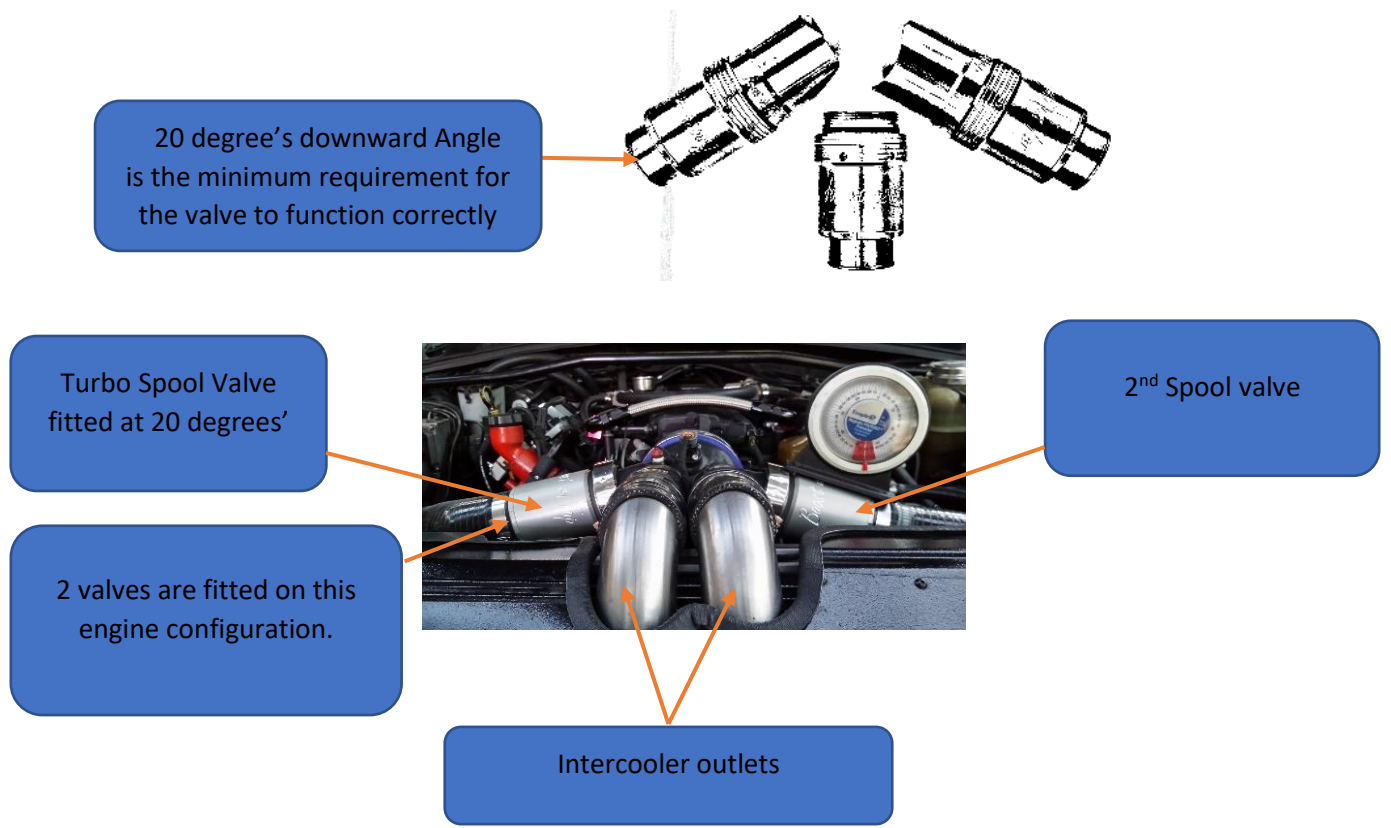 20 degree's downward Angle
is the minimum requirement for
the valve to function correctly
Turbo Spool Valve
fitted at 20 degrees’
2nd Spool valve
2 valves are fitted on this
engine configuration.
Intercooler outlets